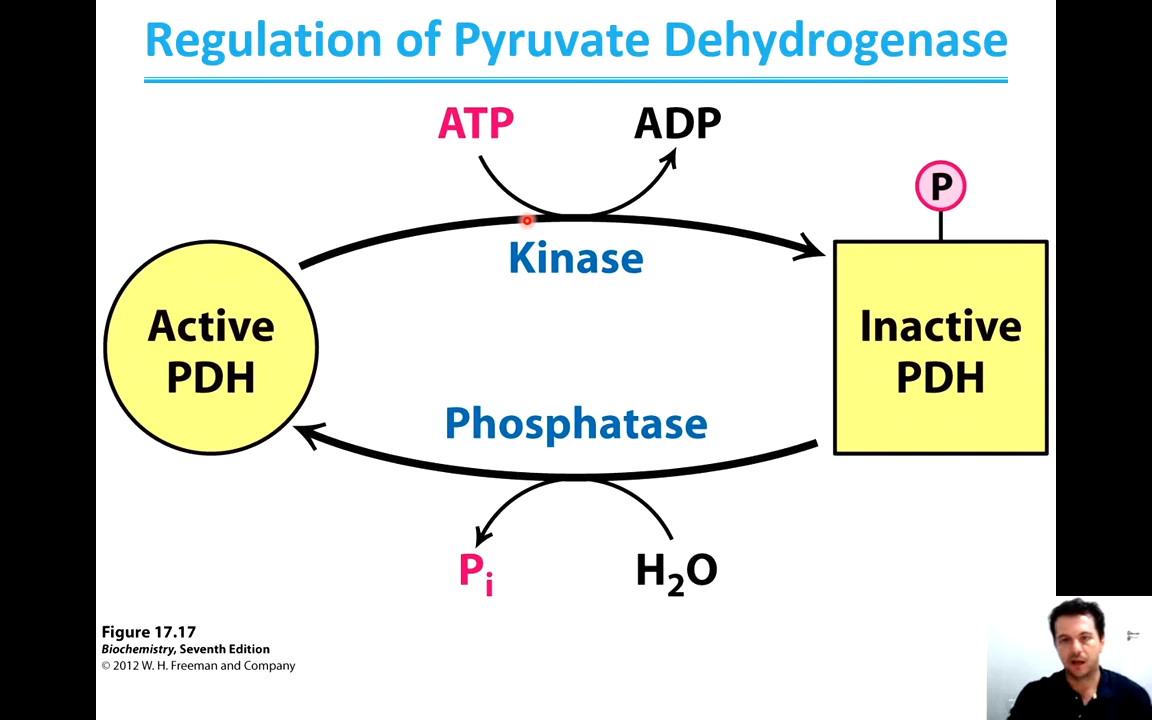 Regulation of Pyruvate Dehydrogenase
ATP
ADP
P
Kinase
Active
PDH
Inactive
PDH
Phosphatase
Pi
H2O
Figure 17.17
Biochemistry, Seventh Edition
© 2012 W. H. Freeman and Company